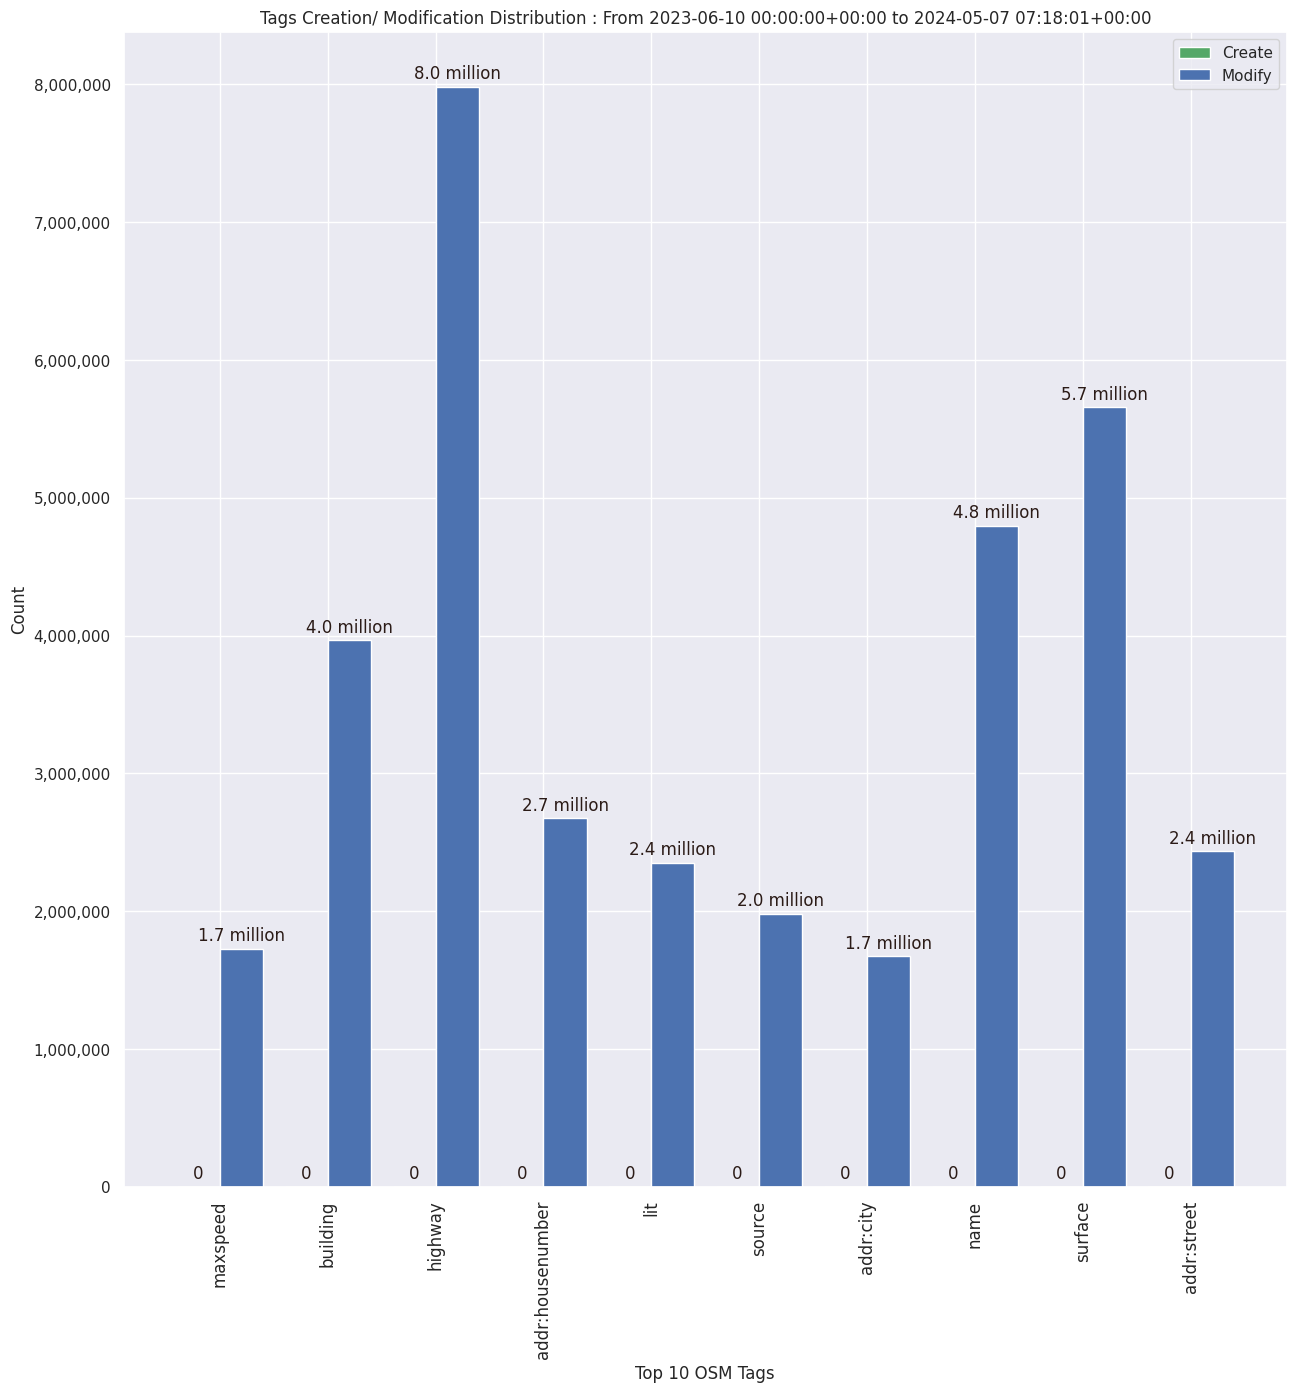 Tags Creation/ Modification Distribution : From 2023-06-10 00:00:00+00:00 to 2024-05-07 07:18:01+00:00
Create
Modify
8,000,000
7,000,000
6,000,000
5,000,000
4,000,000
3,000,000
2,000,000
1,000,000
0
Count
1.7 million
4.0 million
8.0 million
2.7 million
2.4 million
2.0 million
1.7 million
4.8 million
5.7 million
2.4 million
0
0
0
0
0
0
0
0
0
0
maxspeed
building
highway
addr:housenumber
lit
source
addr:city
name
surface
addr:street
Top 10 OSM Tags